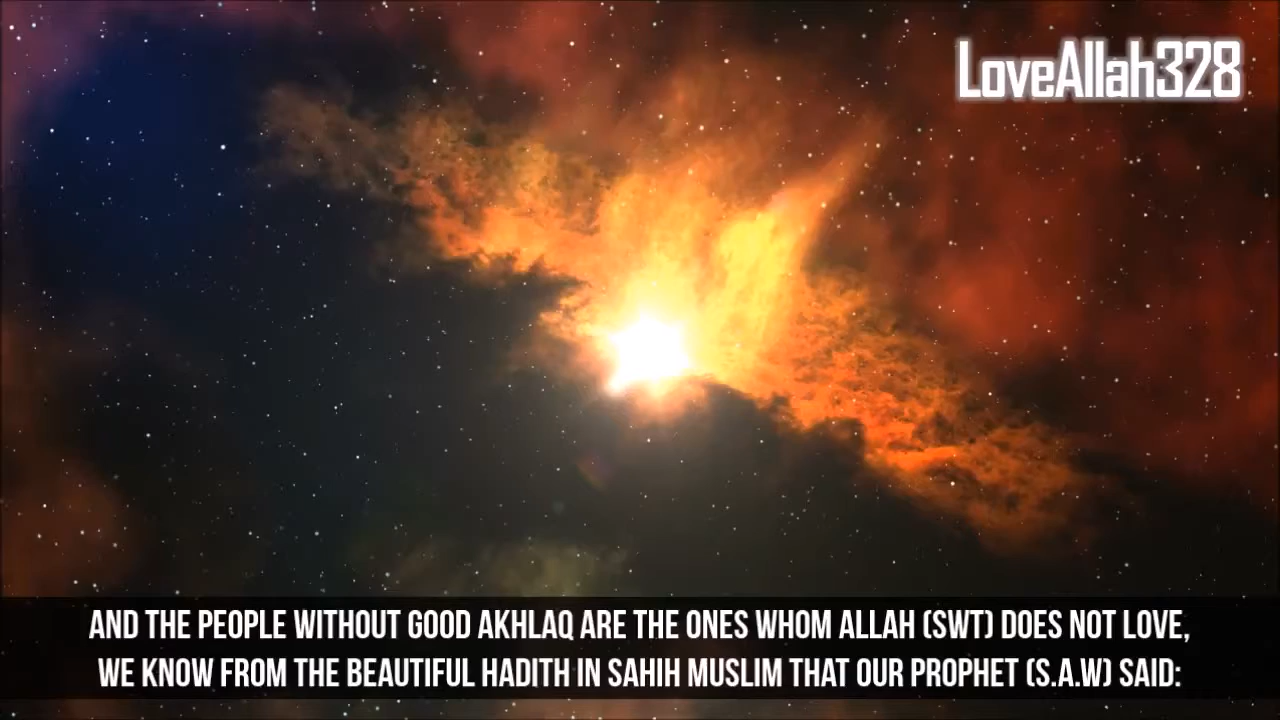 LoveAllah328
AND THE PEOPLE WITHOUT GOOD AKHLAQ ARE THE ONES WHOM ALLAH (SWT) DOES NOT LOVE,
WE KNOW FROM THE BEAUTIFUL HADITH IN SAHIH MUSLIM THAT OUR PROPHET (S.A.W) SAID: